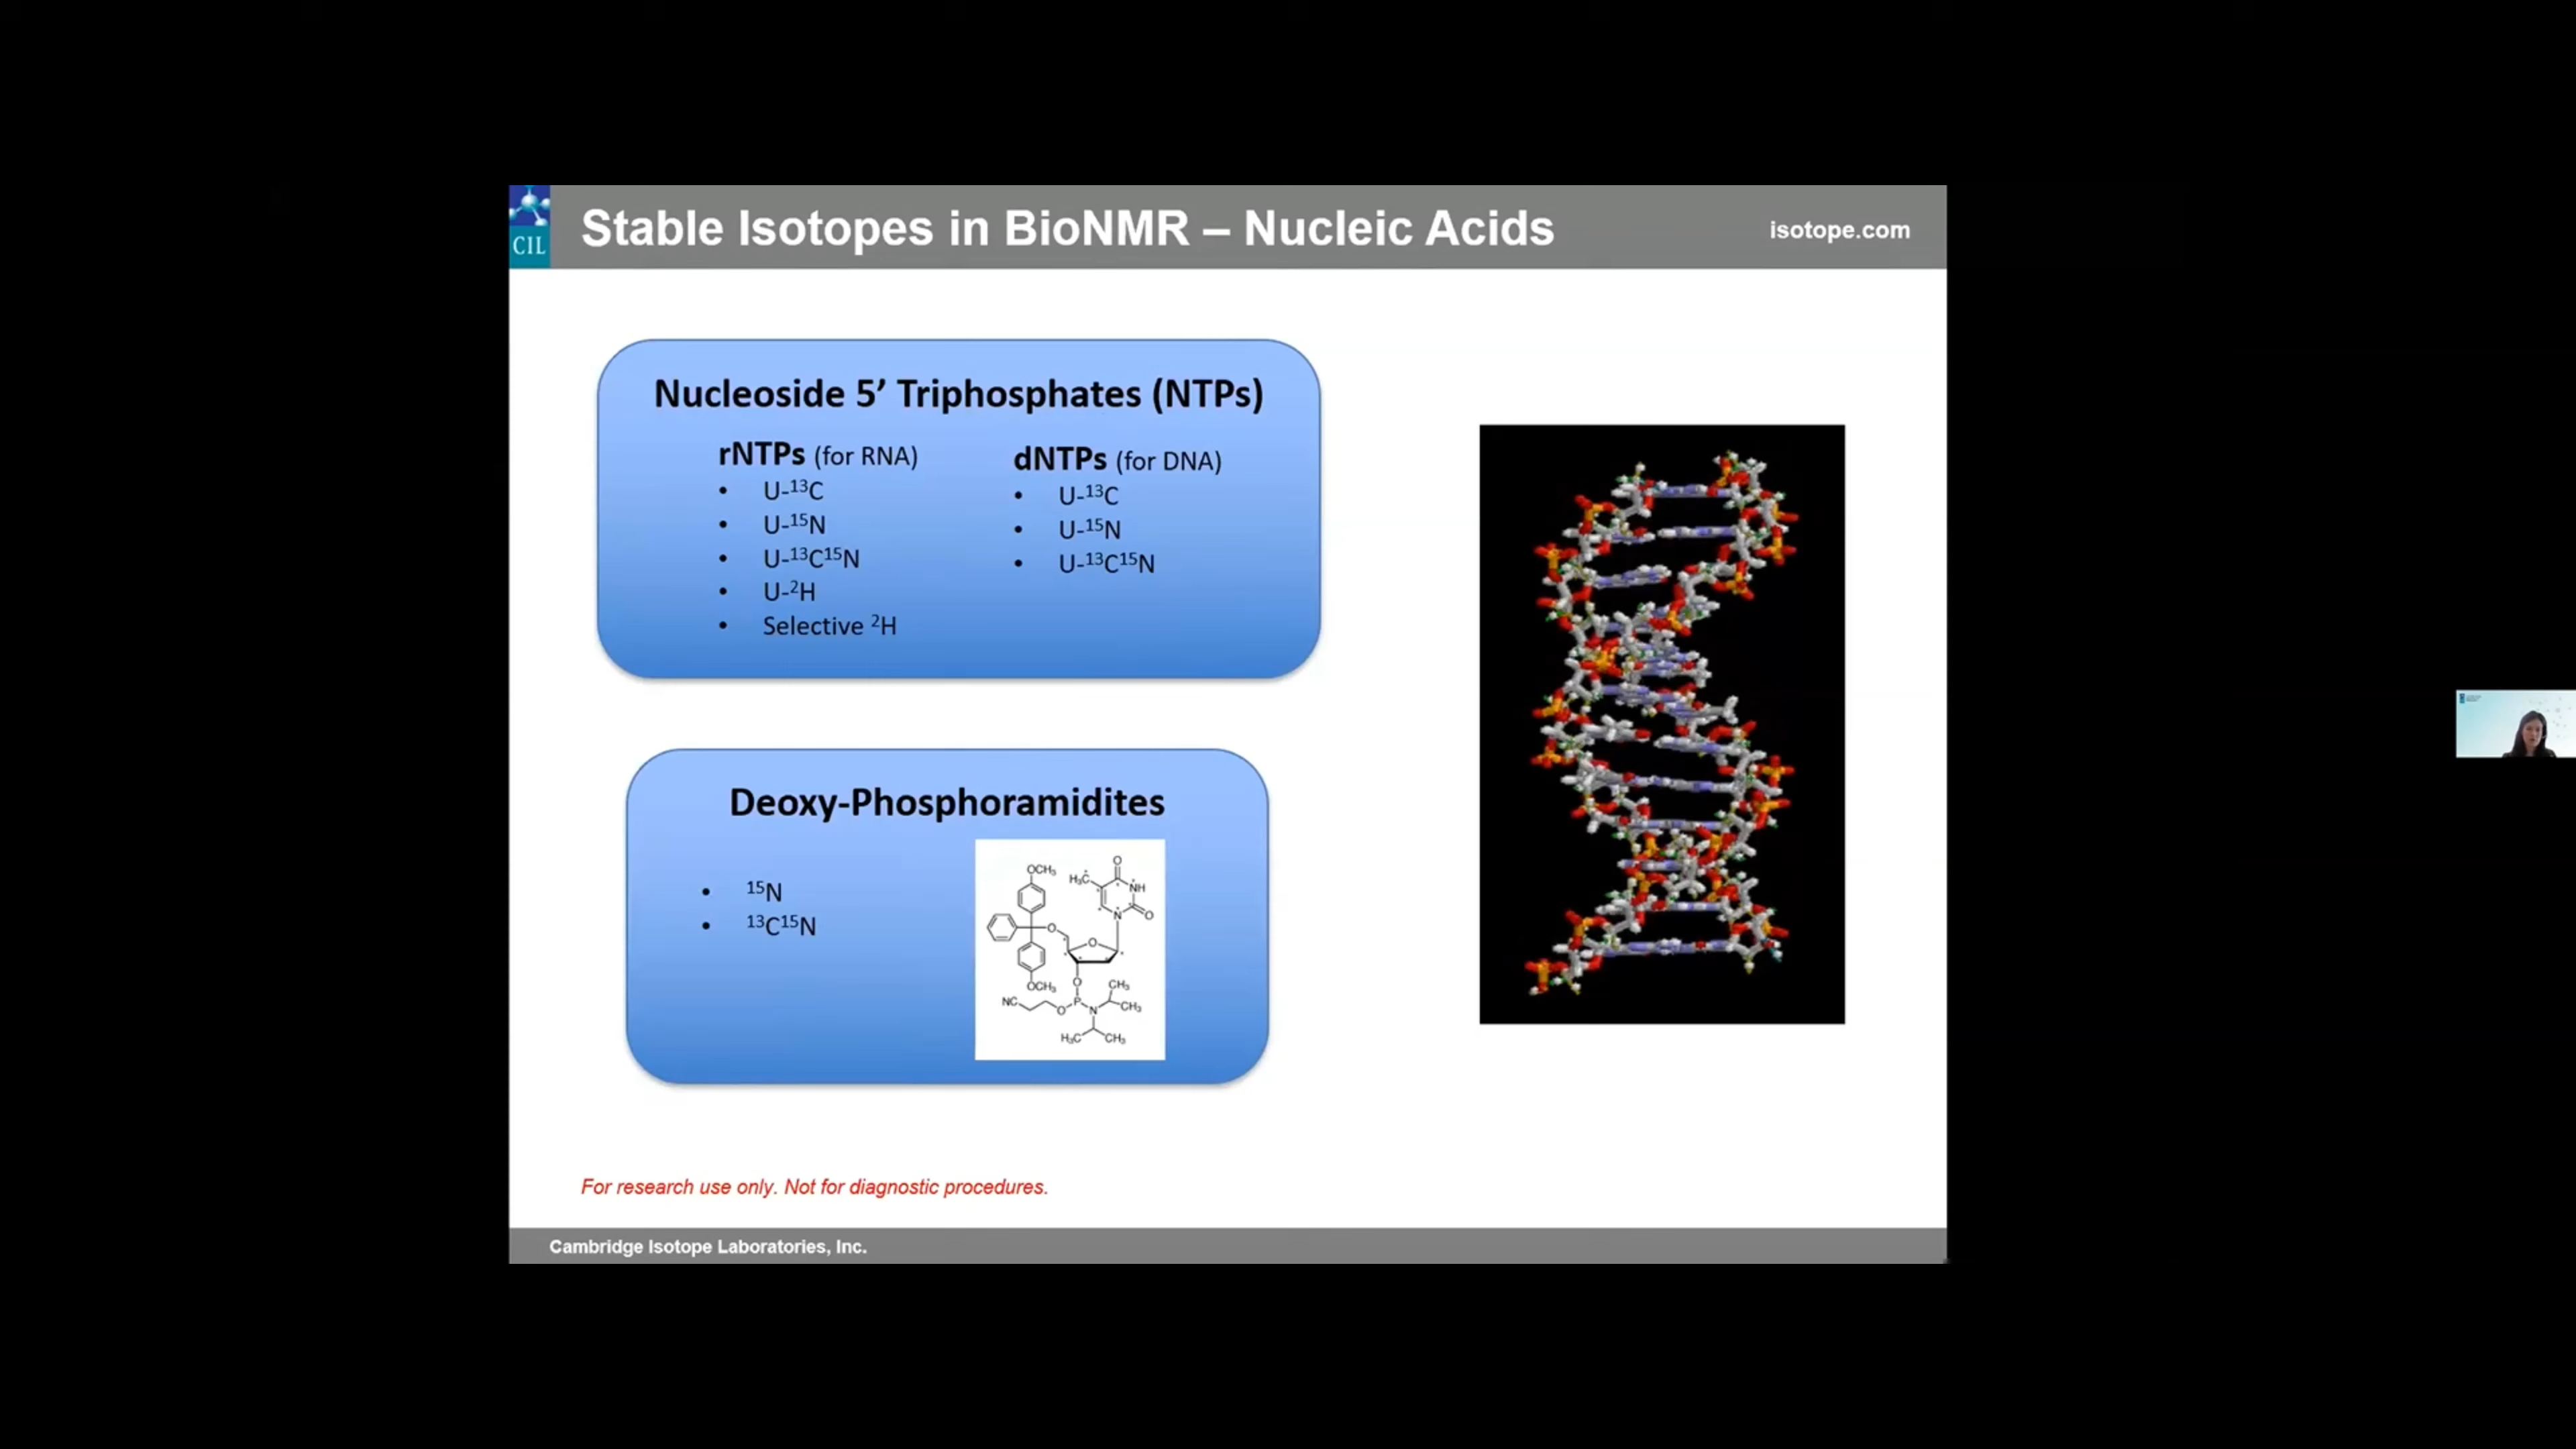 CIL
Stable Isotopes in BioNMR – Nucleic Acids
isotope.com
Nucleoside 5’ Triphosphates (NTPs)
rNTPs (for RNA)
• U-¹³C
• U-¹⁵N
• U-¹³C¹⁵N
• U-²H
• Selective ²H
dNTPs (for DNA)
• U-¹³C
• U-¹⁵N
• U-¹³C¹⁵N
Deoxy-Phosphoramidites
• ¹⁵N
• ¹³C¹⁵N
OCH₃
H₃C
O
NH
N
O
O
O
OCH₃
O
NC
O
P
N
CH₃
CH₃
H₃C
CH₃
For research use only. Not for diagnostic procedures.
Cambridge Isotope Laboratories, Inc.